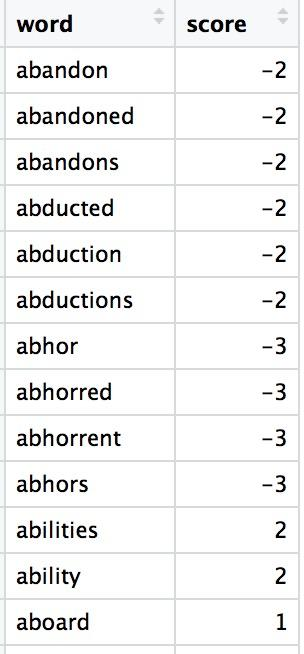 word score
abandon -2
abandoned -2
abandons -2
abducted -2
abduction -2
abductions -2
abhor -3
abhorred -3
abhorrent -3
abhors -3
abilities 2
ability 2
aboard 1